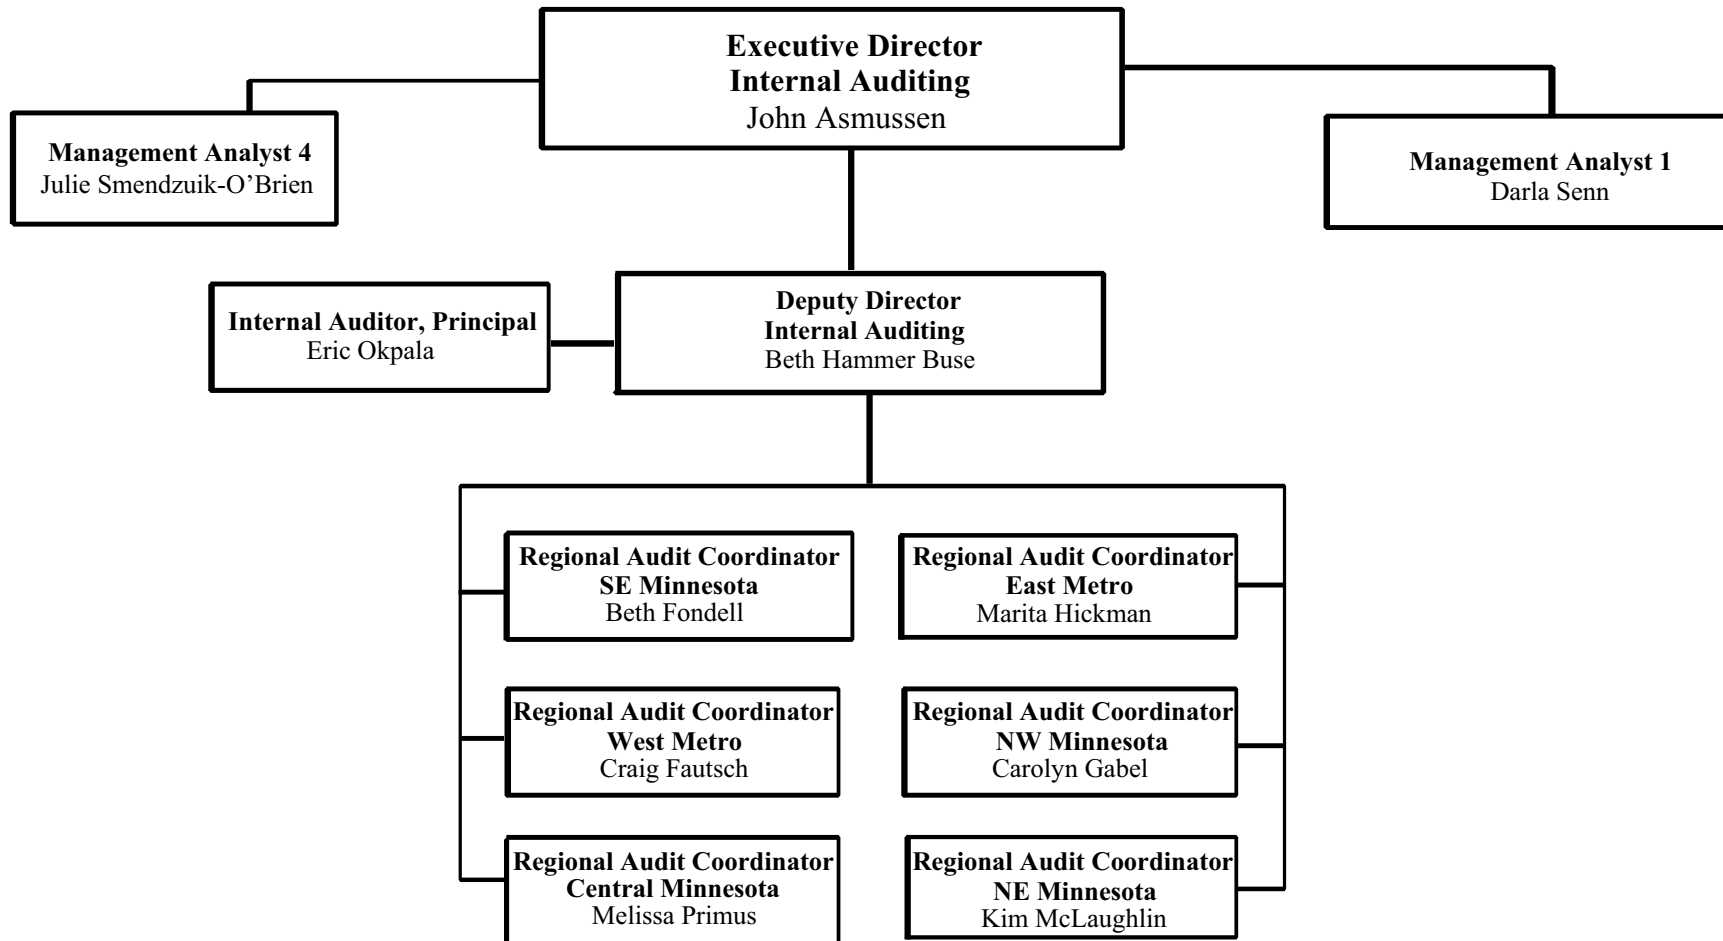 Executive Director
Internal Auditing
John Asmussen
Management Analyst 4
Julie Smendzuik-O’Brien
Management Analyst 1
Darla Senn
Internal Auditor, Principal
Eric Okpala
Deputy Director
Internal Auditing
Beth Hammer Buse
Regional Audit Coordinator
SE Minnesota
Beth Fondell
Regional Audit Coordinator
East Metro
Marita Hickman
Regional Audit Coordinator
West Metro
Craig Fautsch
Regional Audit Coordinator
NW Minnesota
Carolyn Gabel
Regional Audit Coordinator
Central Minnesota
Melissa Primus
Regional Audit Coordinator
NE Minnesota
Kim McLaughlin